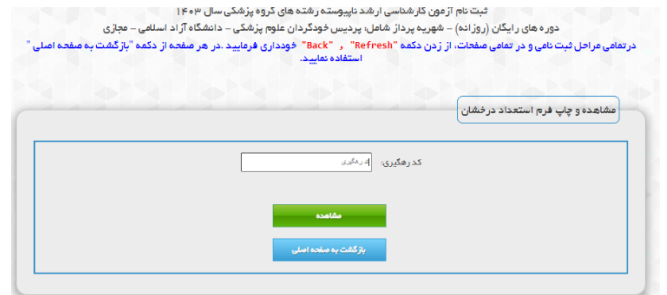 ثبت نام آزمون کارشناسی ارشد ناپیوسته رشته های گروه پزشکی سال ۱۴۰۳
دوره های رایگان (روزانه) – شهریه پرداز شامل: پردیس خودگردان علوم پزشکی – دانشگاه آزاد اسلامی – مجازی
درتمامی مراحل ثبت نامی و در تمامی صفحات، از زدن دکمه "Back" , "Refresh" خودداری فرمایید .در هر صفحه از دکمه "بازگشت به صفحه اصلی "
استفاده نمایید.
مشاهده و چاپ فرم استعداد درخشان
کد رهگیری:
کد رهگیری
مشاهده
بازگشت به صفحه اصلی